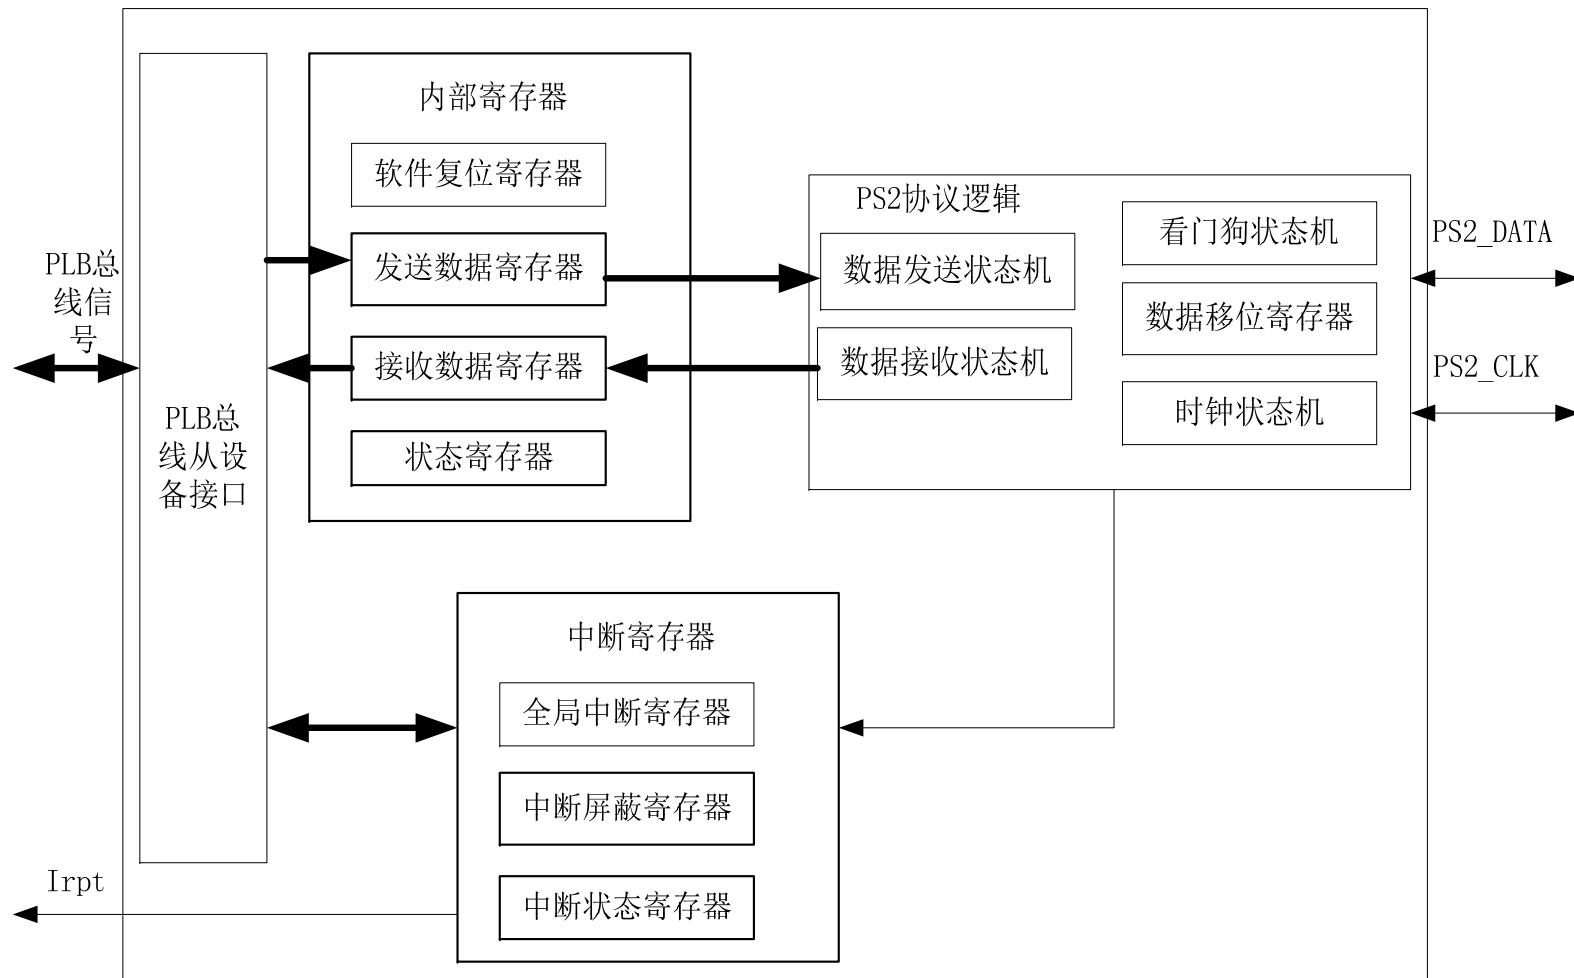 PLB总
线信
号
PLB总
线从设
备接口
内部寄存器
软件复位寄存器
发送数据寄存器
接收数据寄存器
状态寄存器
PS2协议逻辑
数据发送状态机
数据接收状态机
看门狗状态机
数据移位寄存器
时钟状态机
PS2_DATA
PS2_CLK
中断寄存器
全局中断寄存器
中断屏蔽寄存器
中断状态寄存器
Irpt